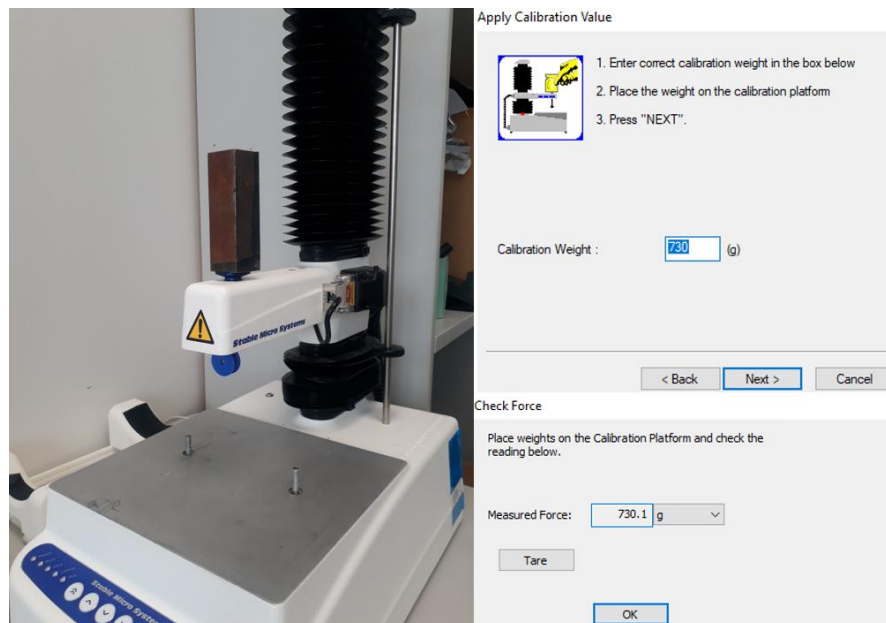 Stable Micro Systems
Stable Micro Systems
Apply Calibration Value
1. Enter correct calibration weight in the box below
2. Place the weight on the calibration platform
3. Press "NEXT".
Calibration Weight :
730
(g)
< Back
Next >
Cancel
Check Force
Place weights on the Calibration Platform and check the
reading below.
Measured Force:
730.1
g
Tare
OK